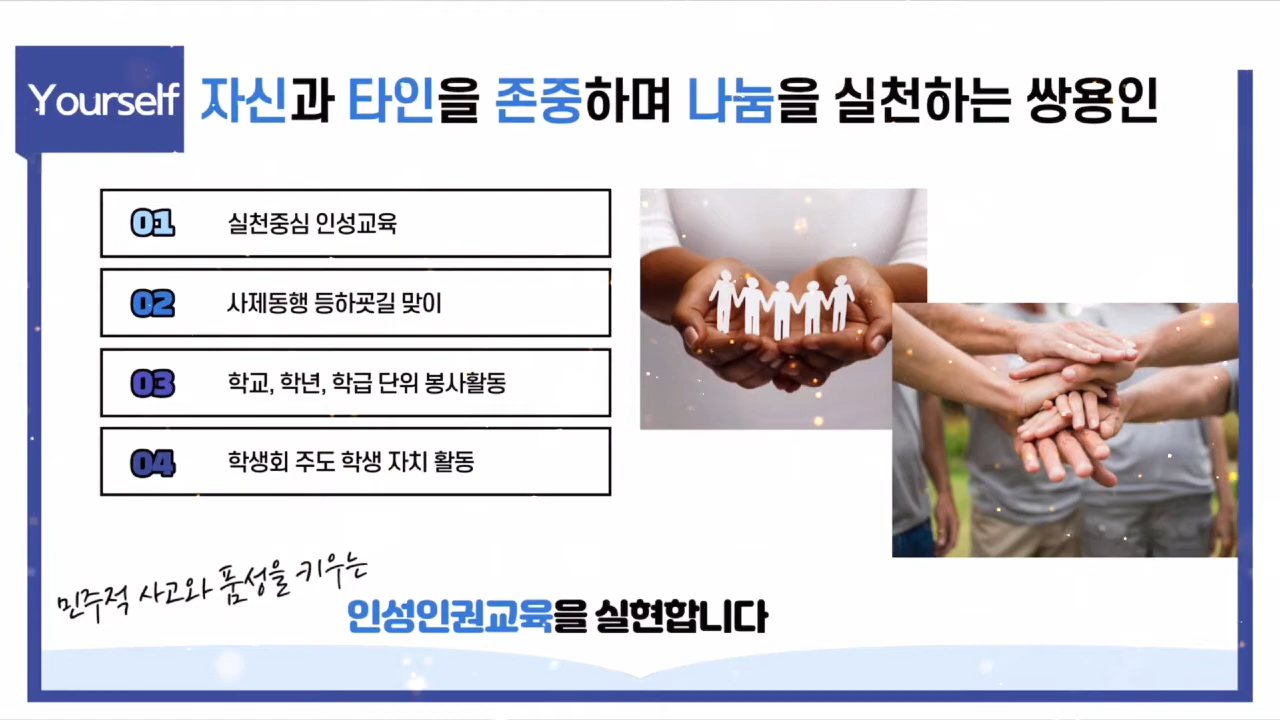 Yourself
자신과 타인을 존중하며 나눔을 실천하는 쌍용인
01 실천중심 인성교육
02 사제동행 등하굣길 맞이
03 학교, 학년, 학급 단위 봉사활동
04 학생회 주도 학생 자치 활동
민주적 사고와 품성을 키우는
인성인권교육을 실현합니다